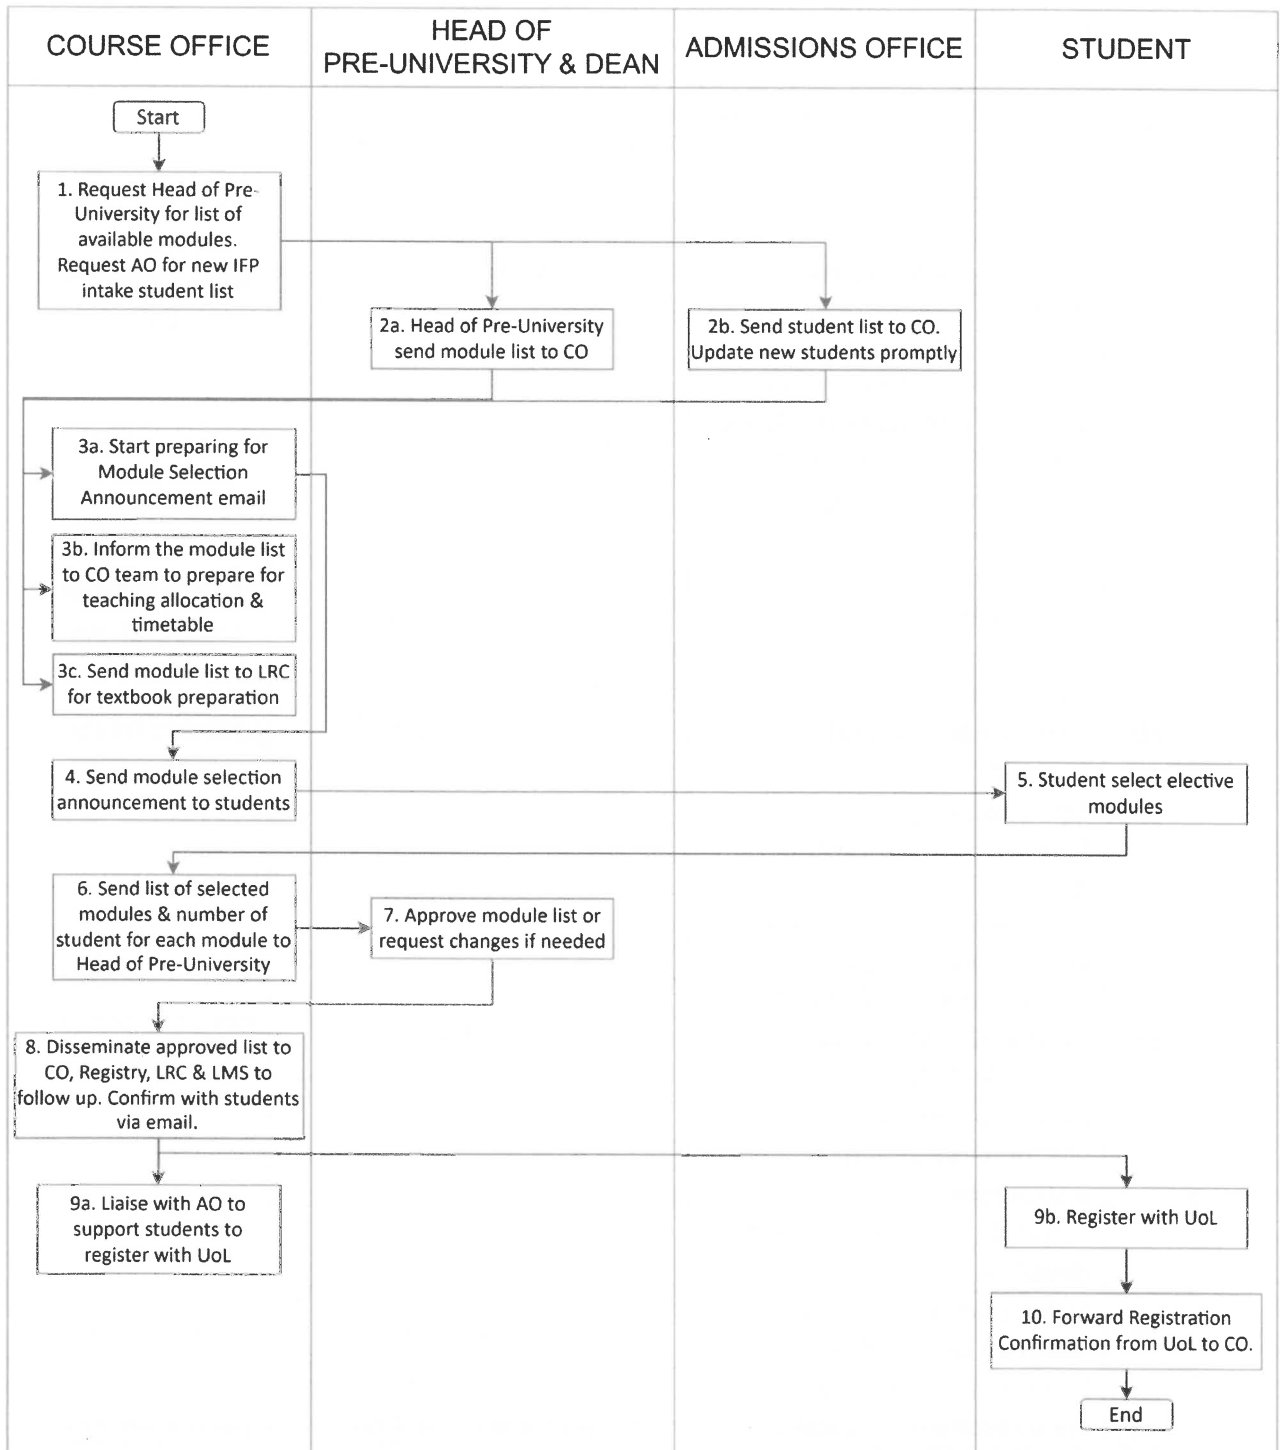 COURSE OFFICE
HEAD OF
PRE-UNIVERSITY & DEAN
ADMISSIONS OFFICE
STUDENT
Start
1. Request Head of Pre-
University for list of
available modules.
Request AO for new IFP
intake student list
2a. Head of Pre-University
send module list to CO
2b. Send student list to CO.
Update new students promptly
3a. Start preparing for
Module Selection
Announcement email
3b. Inform the module list
to CO team to prepare for
teaching allocation &
timetable
3c. Send module list to LRC
for textbook preparation
4. Send module selection
announcement to students
5. Student select elective
modules
6. Send list of selected
modules & number of
student for each module to
Head of Pre-University
7. Approve module list or
request changes if needed
8. Disseminate approved list to
CO, Registry, LRC & LMS to
follow up. Confirm with students
via email.
9a. Liaise with AO to
support students to
register with UoL
9b. Register with UoL
10. Forward Registration
Confirmation from UoL to CO.
End